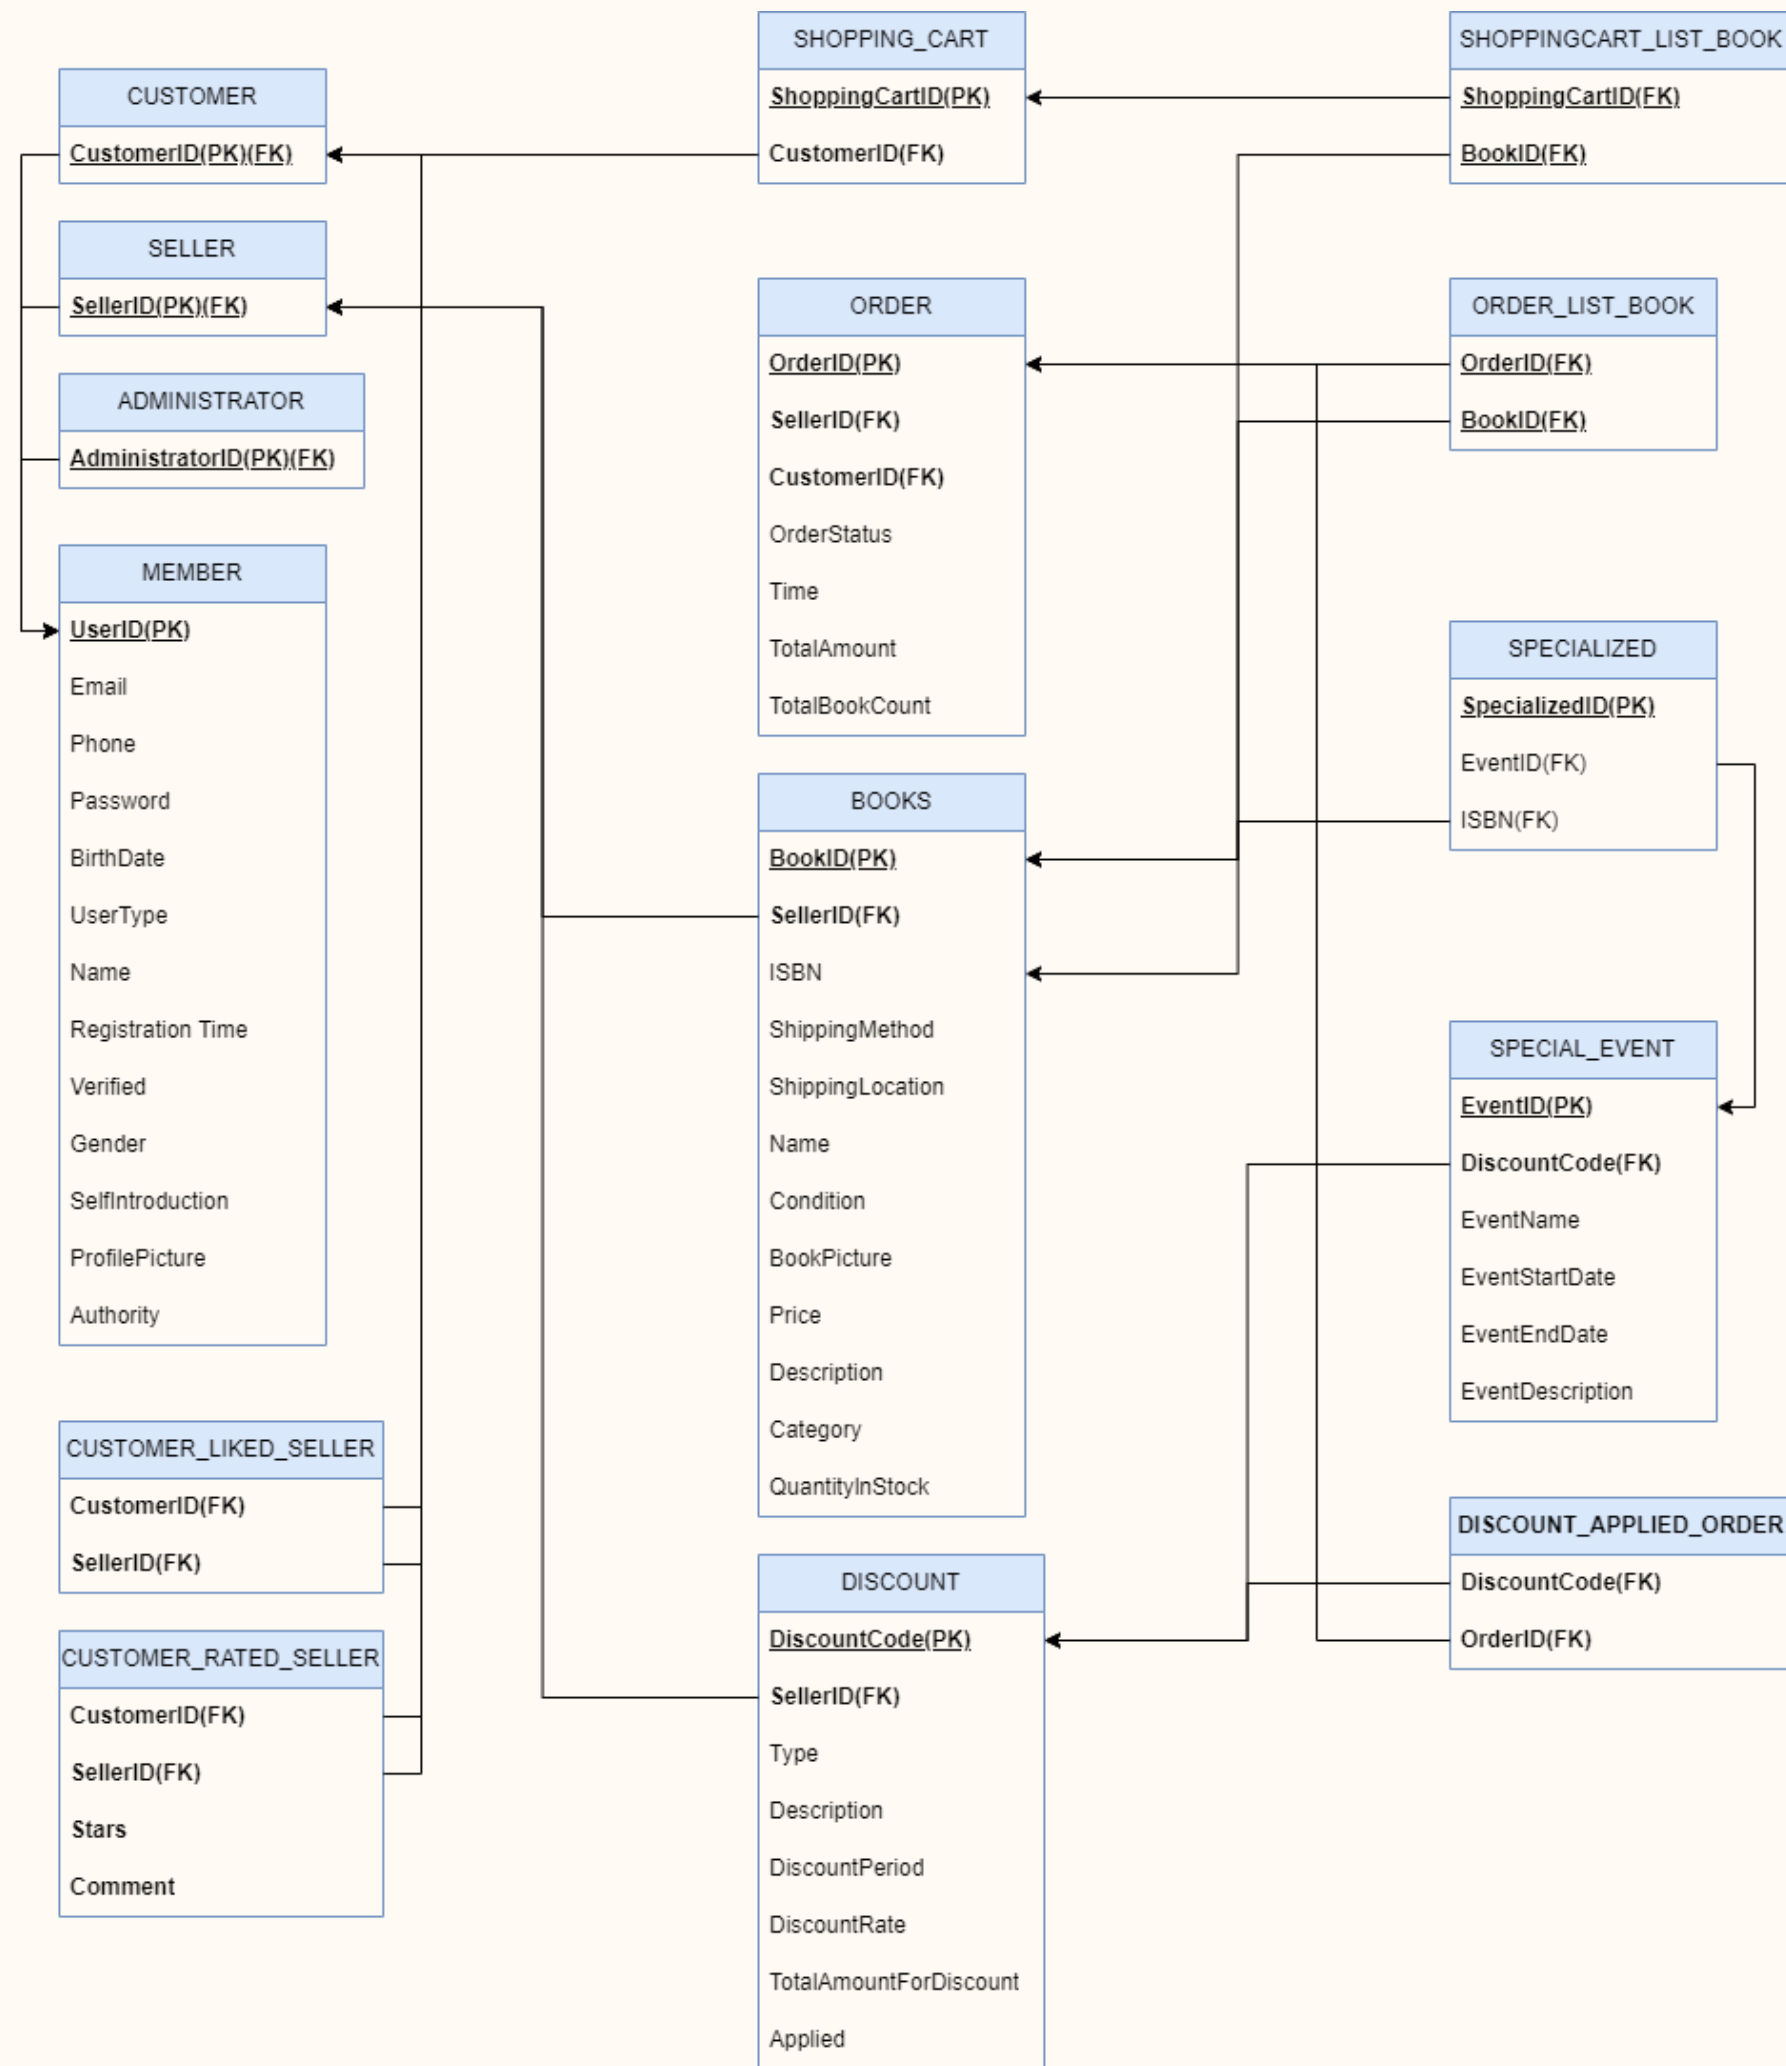 CUSTOMER
CustomerID(PK)(FK)
SELLER
SellerID(PK)(FK)
ADMINISTRATOR
AdministratorID(PK)(FK)
MEMBER
UserID(PK)
Email
Phone
Password
BirthDate
UserType
Name
Registration Time
Verified
Gender
SelfIntroduction
ProfilePicture
Authority
CUSTOMER_LIKED_SELLER
CustomerID(FK)
SellerID(FK)
CUSTOMER_RATED_SELLER
CustomerID(FK)
SellerID(FK)
Stars
Comment
SHOPPING_CART
ShoppingCartID(PK)
CustomerID(FK)
ORDER
OrderID(PK)
SellerID(FK)
CustomerID(FK)
OrderStatus
Time
TotalAmount
TotalBookCount
BOOKS
BookID(PK)
SellerID(FK)
ISBN
ShippingMethod
ShippingLocation
Name
Condition
BookPicture
Price
Description
Category
QuantityInStock
DISCOUNT
DiscountCode(PK)
SellerID(FK)
Type
Description
DiscountPeriod
DiscountRate
TotalAmountForDiscount
Applied
SHOPPINGCART_LIST_BOOK
ShoppingCartID(FK)
BookID(FK)
ORDER_LIST_BOOK
OrderID(FK)
BookID(FK)
SPECIALIZED
SpecializedID(PK)
EventID(FK)
ISBN(FK)
SPECIAL_EVENT
EventID(PK)
DiscountCode(FK)
EventName
EventStartDate
EventEndDate
EventDescription
DISCOUNT_APPLIED_ORDER
DiscountCode(FK)
OrderID(FK)